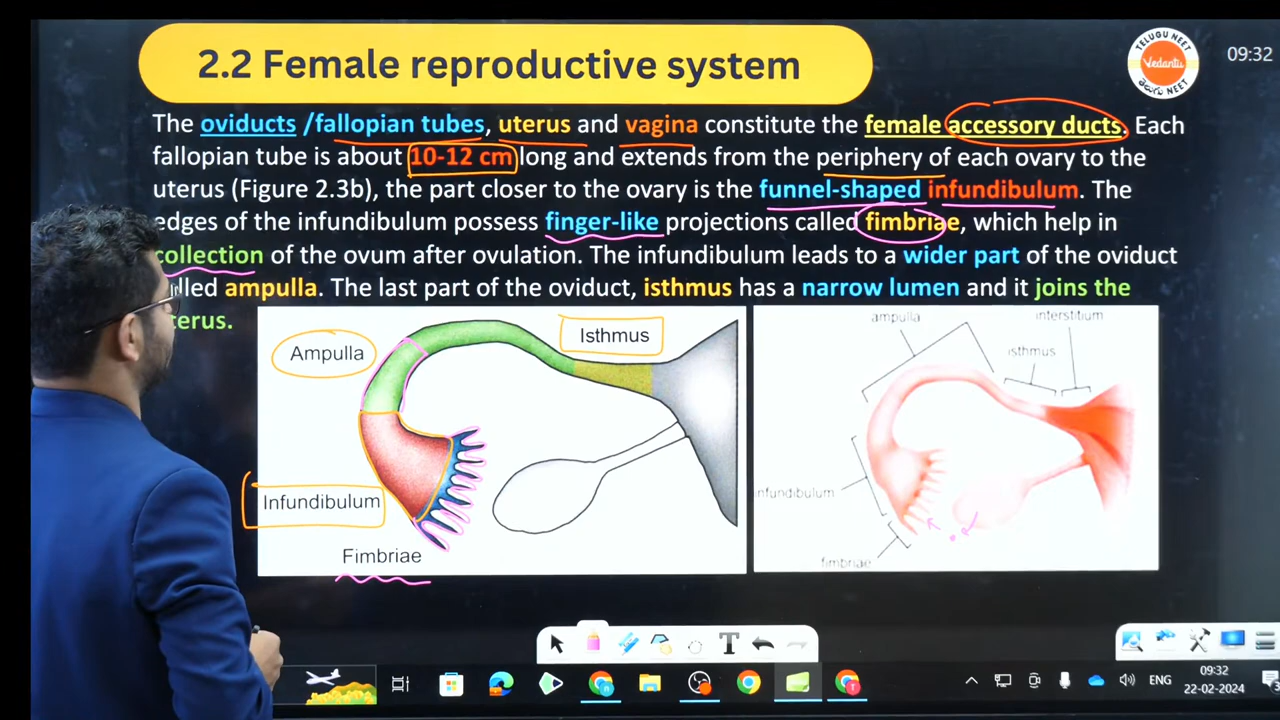 2.2 Female reproductive system
TELUGU NEET
Vedantu
తెలుగు NEET
09:32
The oviducts /fallopian tubes, uterus and vagina constitute the female accessory ducts. Each
fallopian tube is about 10-12 cm long and extends from the periphery of each ovary to the
uterus (Figure 2.3b), the part closer to the ovary is the funnel-shaped infundibulum. The
edges of the infundibulum possess finger-like projections called fimbriae, which help in
collection of the ovum after ovulation. The infundibulum leads to a wider part of the oviduct
lled ampulla. The last part of the oviduct, isthmus has a narrow lumen and it joins the
terus.
Ampulla
Isthmus
Infundibulum
Fimbriae
ampulla
interstitium
isthmus
infundibulum
fimbriae
T
ENG
09:32
22-02-2024